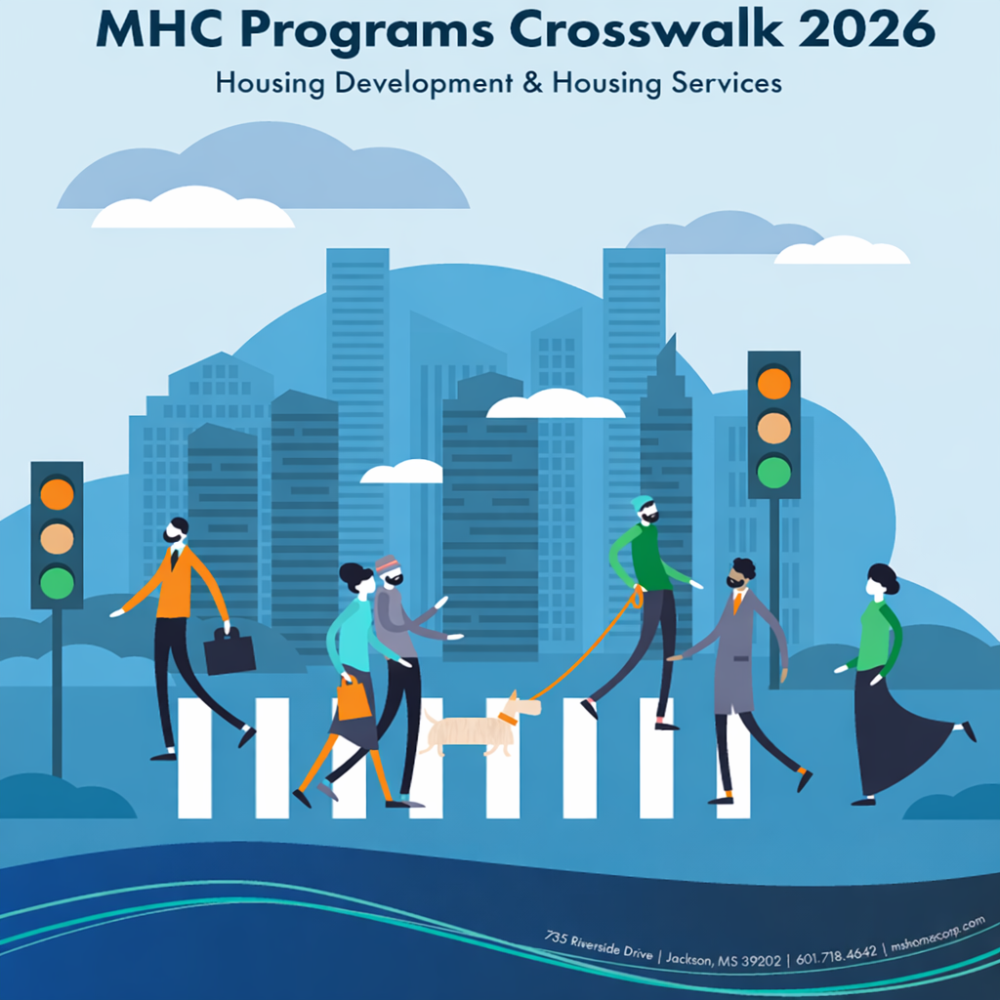 MHC Programs Crosswalk 2026
Housing Development & Housing Services
735 Riverside Drive | Jackson, MS 39202 | 601.718.4642 | mshomecorp.com